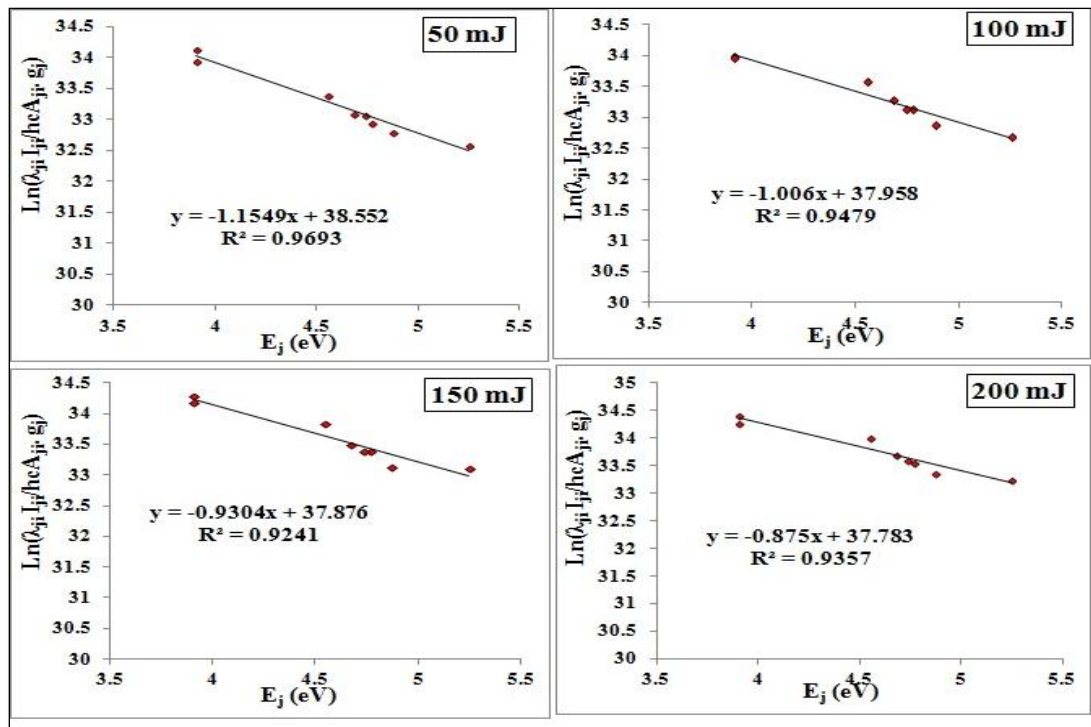 50 mJ
Ln(λji Iji/hcAji. gj)
34.5
34
33.5
33
32.5
32
31.5
31
30.5
30
y = -1.1549x + 38.552
R² = 0.9693
3.5 4 4.5 5 5.5
Ej (eV)
100 mJ
Ln(λji Iji/hcAji. gj)
34.5
34
33.5
33
32.5
32
31.5
31
30.5
30
y = -1.006x + 37.958
R² = 0.9479
3.5 4 4.5 5 5.5
Ej (eV)
150 mJ
Ln(λji Iji/hcAji. gj)
34.5
34
33.5
33
32.5
32
31.5
31
30.5
30
y = -0.9304x + 37.876
R² = 0.9241
3.5 4 4.5 5 5.5
Ej (eV)
200 mJ
Ln(λji Iji/hcAji. gj)
35
34.5
34
33.5
33
32.5
32
31.5
31
30.5
30
y = -0.875x + 37.783
R² = 0.9357
3.5 4 4.5 5 5.5
Ej (eV)